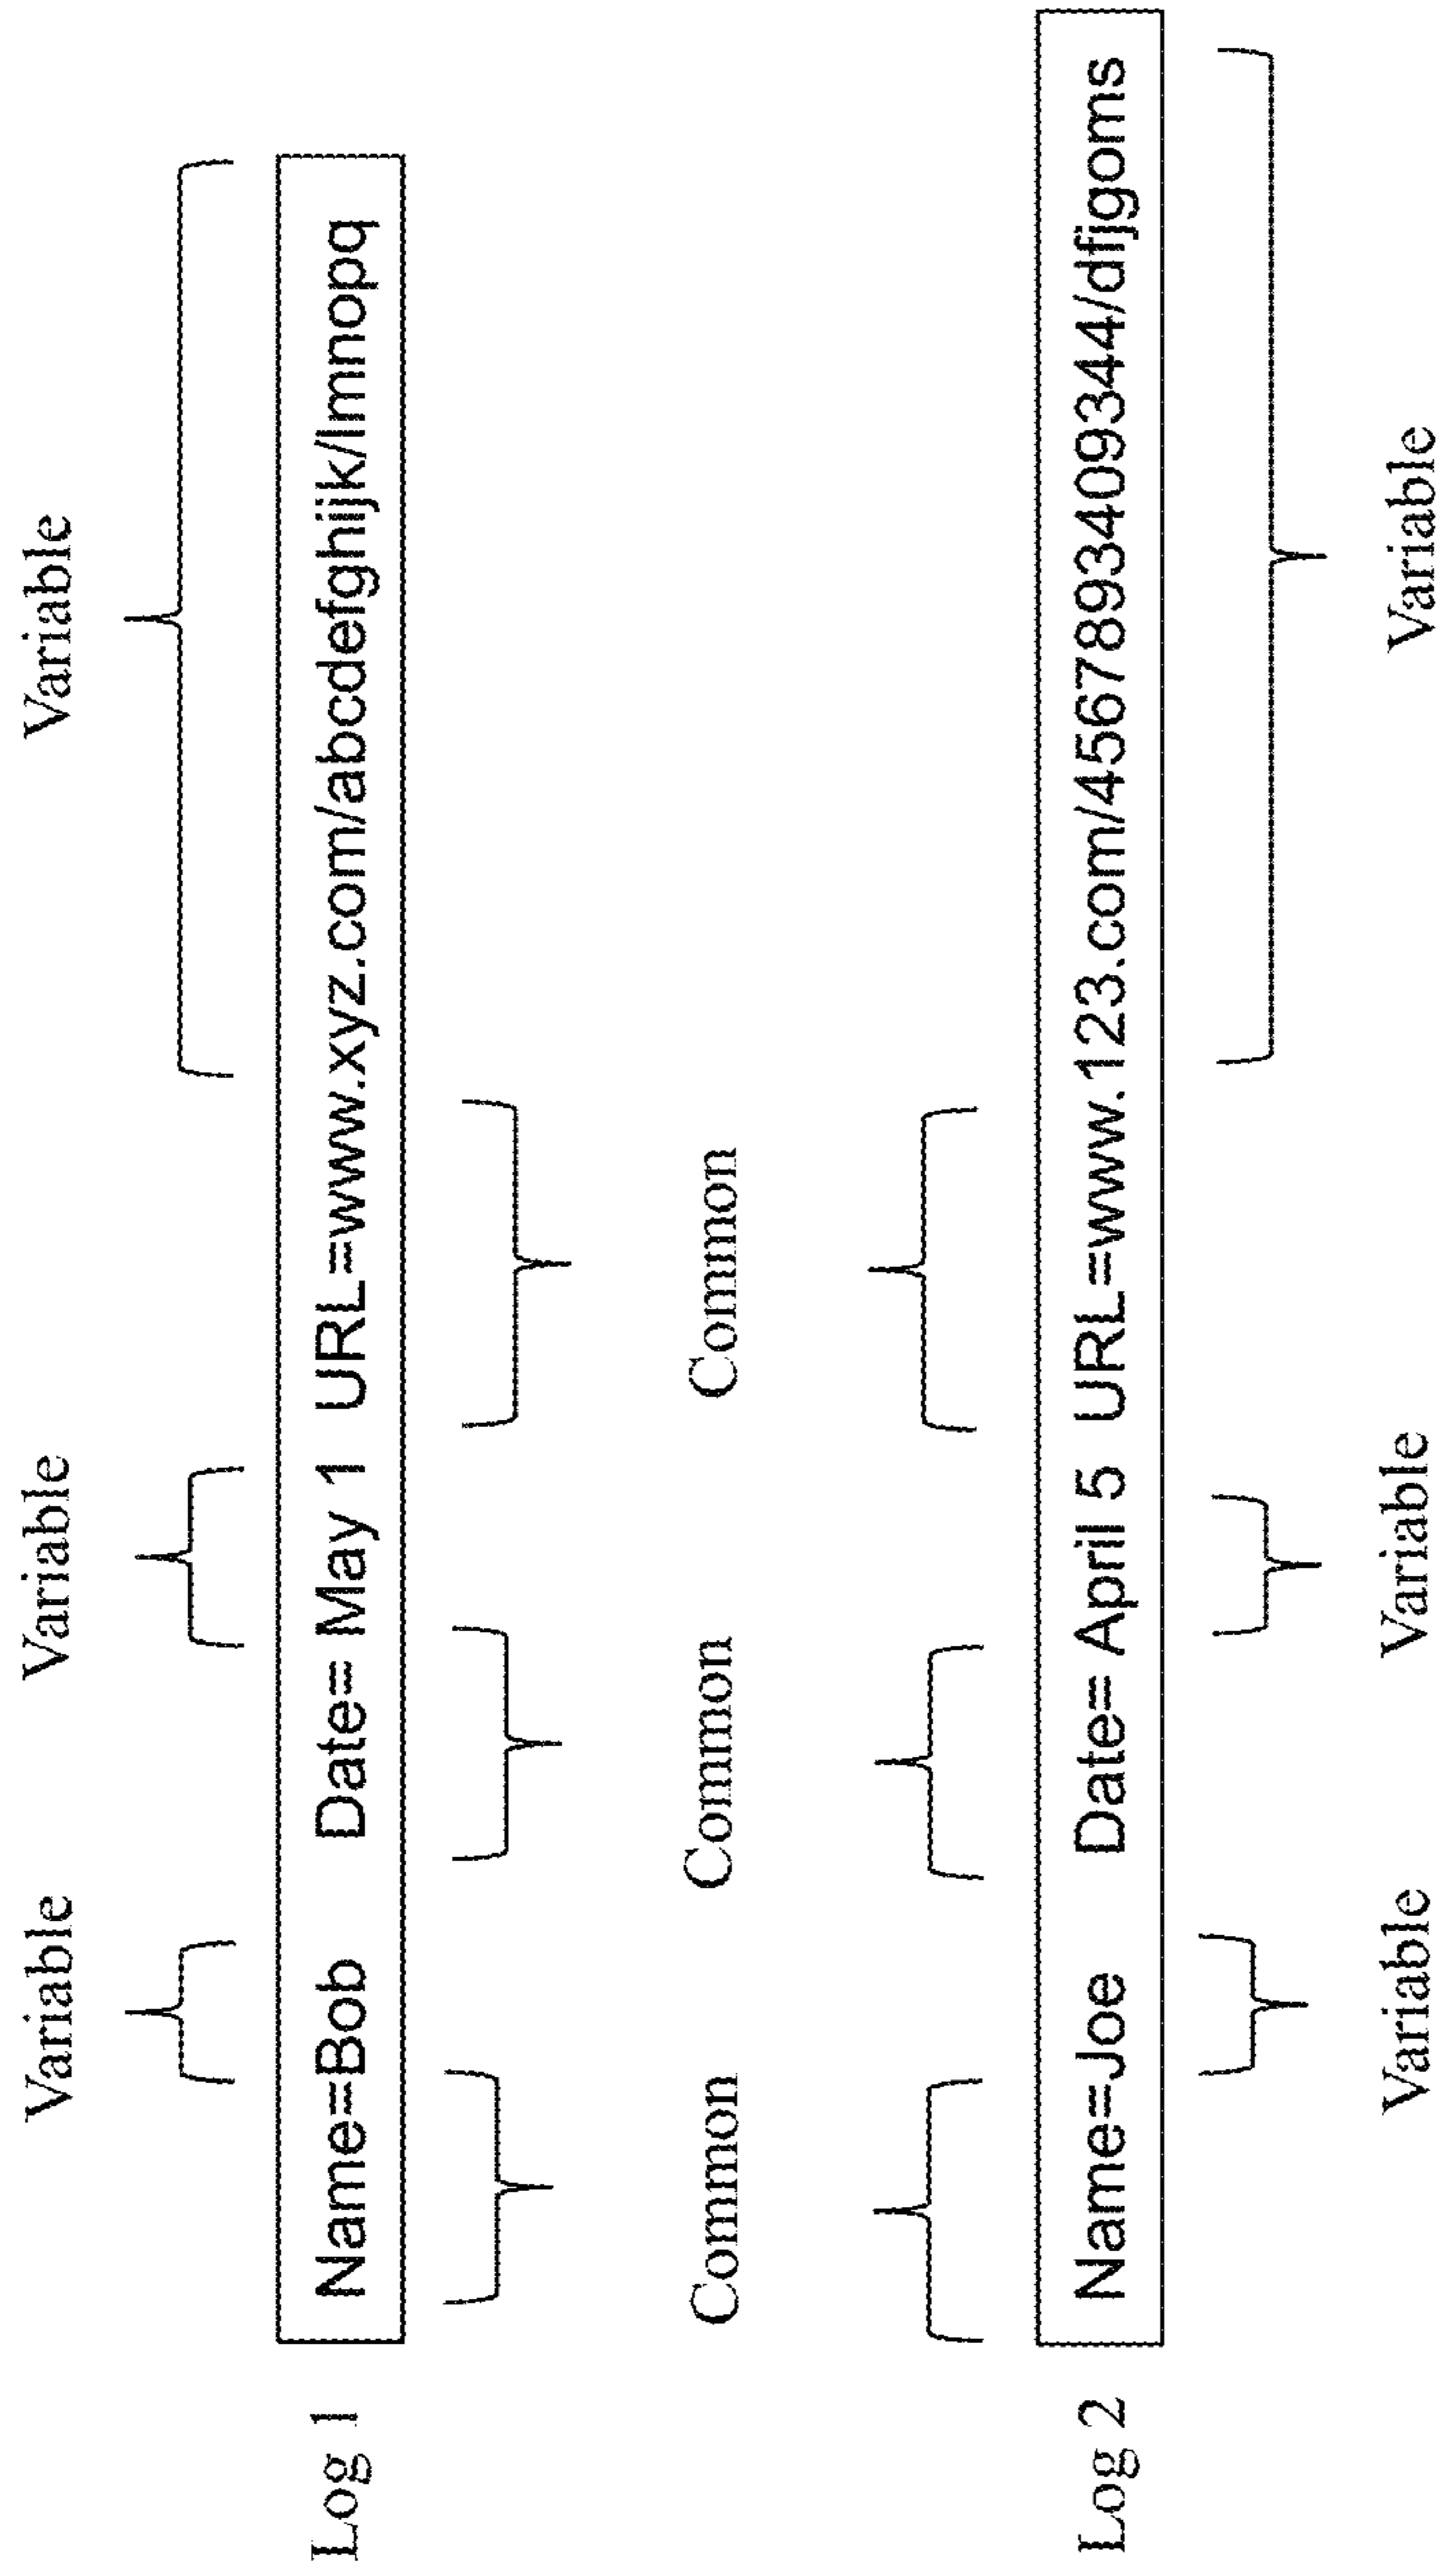 Variable Variable Variable
Log 1 Name=Bob Date= May 1 URL=www.xyz.com/abcdefghijk/lmnopq
Common Common Common
Log 2 Name=Joe Date= April 5 URL=www.123.com/4567893409344/dfjgoms
Variable Variable Variable